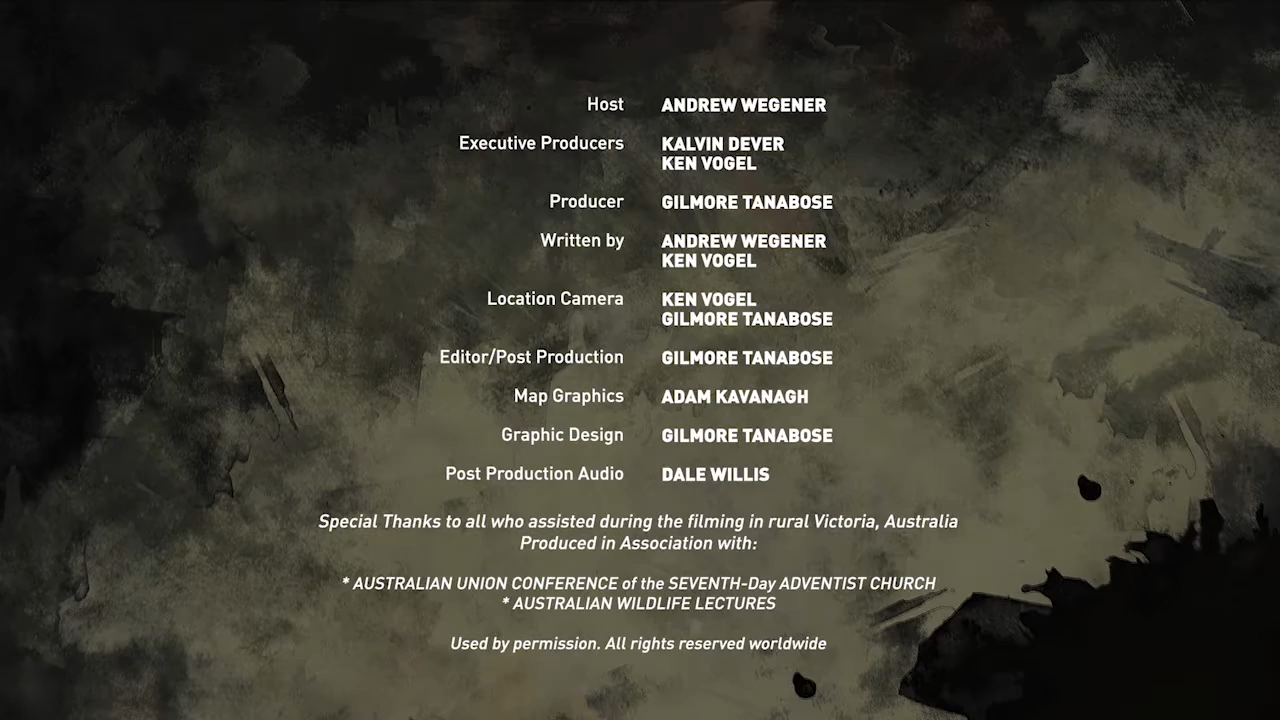 Host ANDREW WEGENER
Executive Producers KALVIN DEVER
KEN VOGEL
Producer GILMORE TANABOSE
Written by ANDREW WEGENER
KEN VOGEL
Location Camera KEN VOGEL
GILMORE TANABOSE
Editor/Post Production GILMORE TANABOSE
Map Graphics ADAM KAVANAGH
Graphic Design GILMORE TANABOSE
Post Production Audio DALE WILLIS
Special Thanks to all who assisted during the filming in rural Victoria, Australia
Produced in Association with:
* AUSTRALIAN UNION CONFERENCE of the SEVENTH-Day ADVENTIST CHURCH
* AUSTRALIAN WILDLIFE LECTURES
Used by permission. All rights reserved worldwide